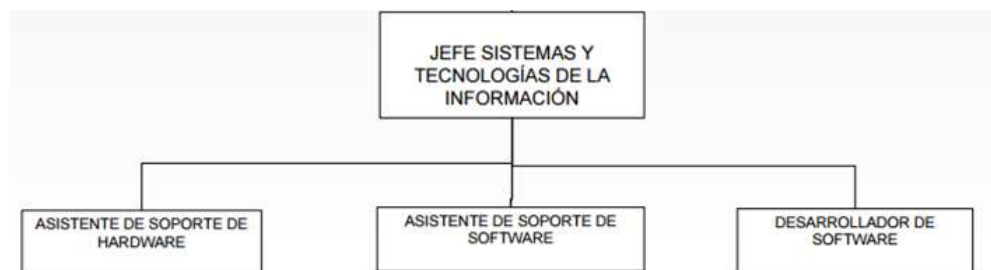 JEFE SISTEMAS Y
TECNOLOGÍAS DE LA
INFORMACIÓN
ASISTENTE DE SOPORTE DE
HARDWARE
ASISTENTE DE SOPORTE DE
SOFTWARE
DESARROLLADOR DE
SOFTWARE